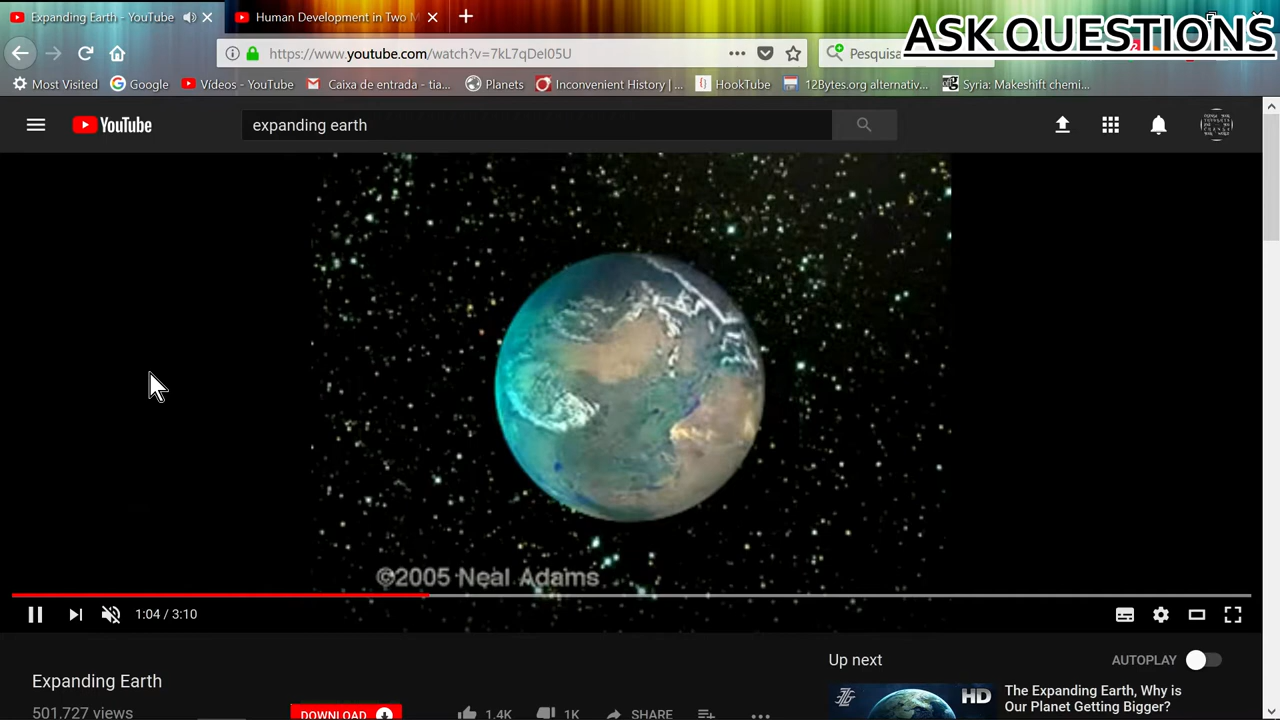 Expanding Earth - YouTube
Human Development in Two M
ASK QUESTIONS
https://www.youtube.com/watch?v=7kL7qDeI05U
Pesquisa
Most Visited
Google
Vídeos - YouTube
Caixa de entrada - tia...
Planets
Inconvenient History | ...
HookTube
12Bytes.org alternativ...
Syria: Makeshift chemi...
YouTube
expanding earth
©2005 Neal Adams
1:04 / 3:10
Up next
AUTOPLAY
Expanding Earth
501,727 views
DOWNLOAD
1.4K
1K
SHARE
HD
The Expanding Earth, Why is
Our Planet Getting Bigger?